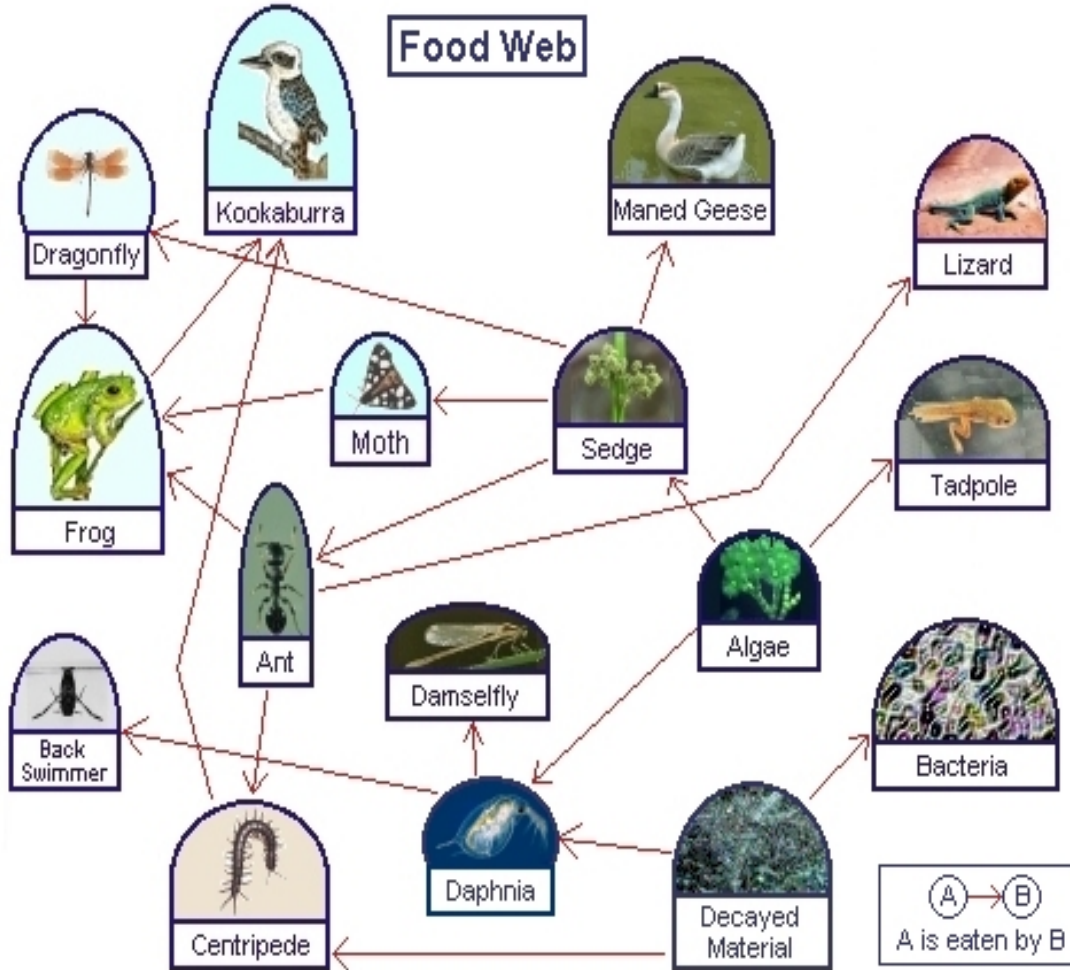 Food Web
Kookaburra
Maned Geese
Dragonfly
Lizard
Moth
Sedge
Tadpole
Frog
Ant
Algae
Damselfly
Back
Swimmer
Bacteria
Daphnia
Centripede
Decayed
Material
A B
A is eaten by B